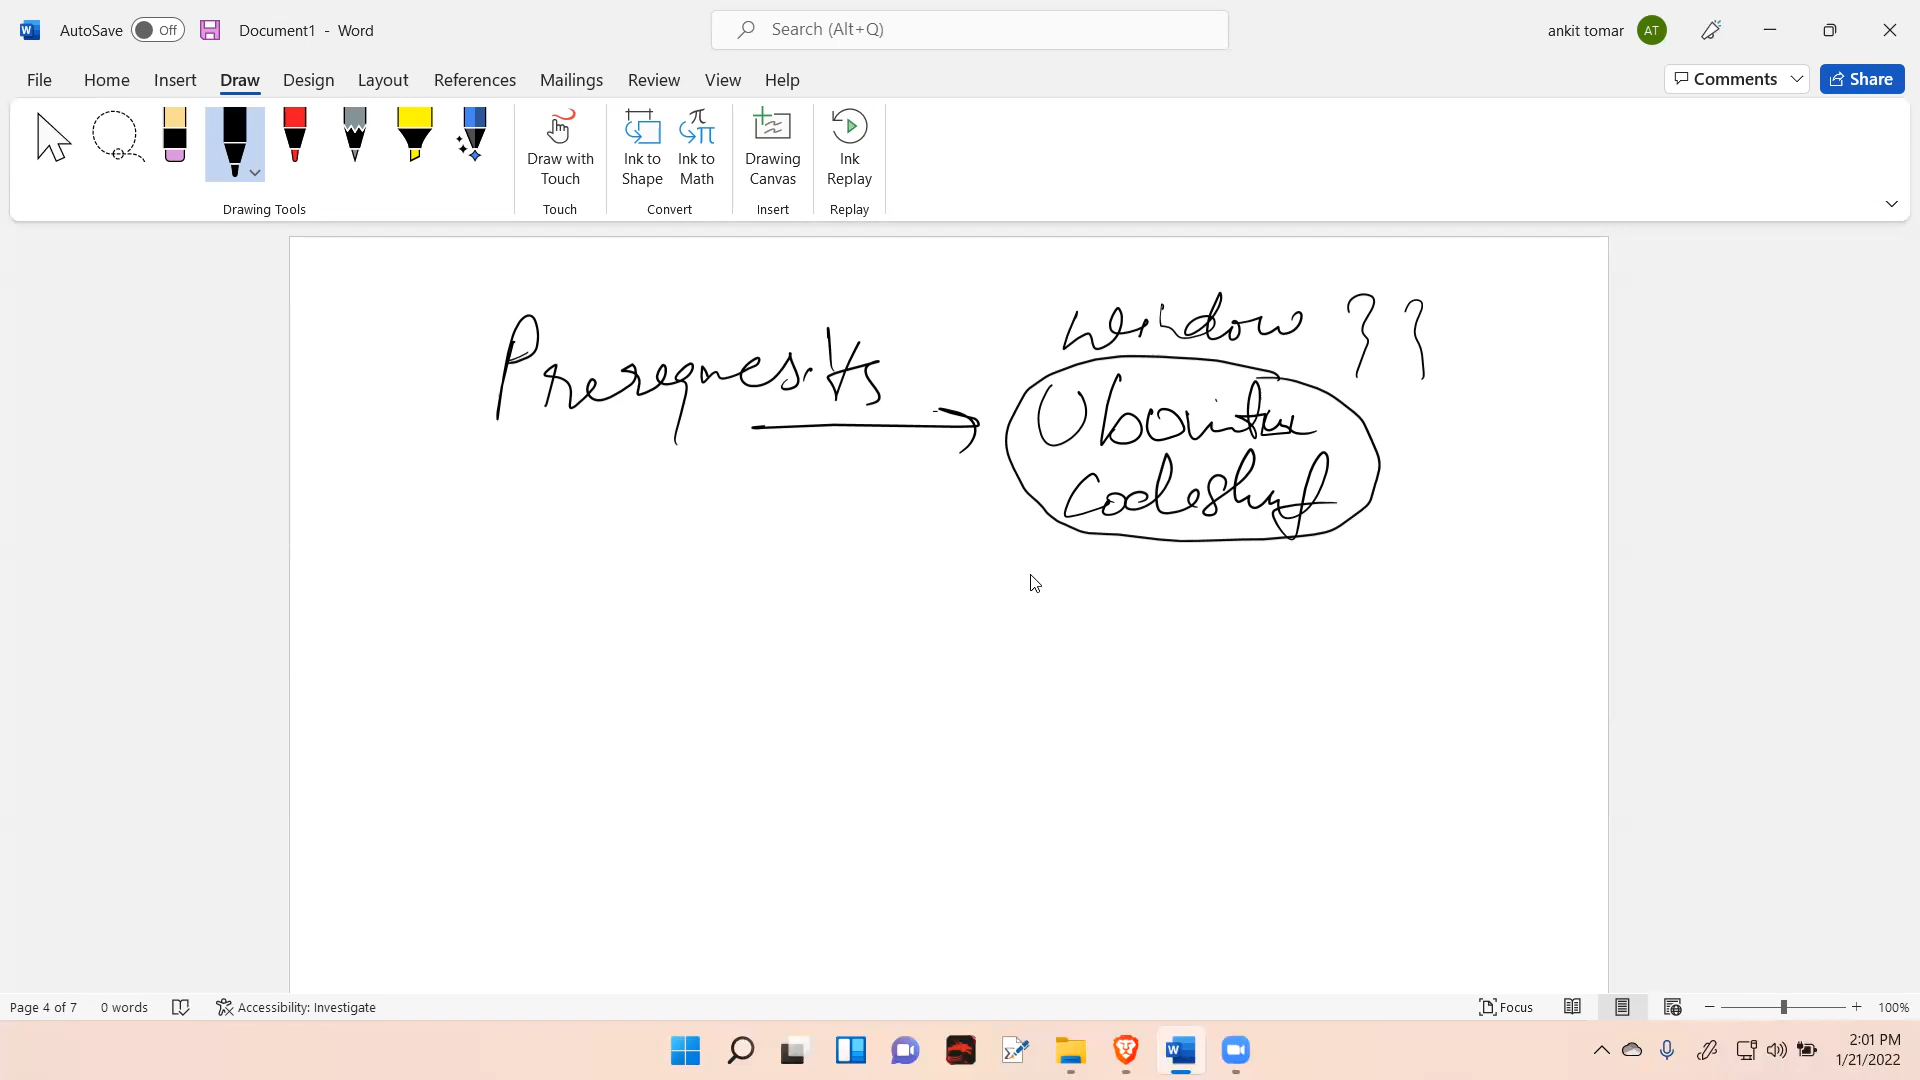 AutoSave Off Document1 - Word Search (Alt+Q) ankit tomar AT
File Home Insert Draw Design Layout References Mailings Review View Help Comments Share
Draw with Touch
Ink to Shape
Ink to Math
Drawing Canvas
Ink Replay
Drawing Tools Touch Convert Insert Replay
window ??
Prerequesits
Ubountu
codeshef
Page 4 of 7 0 words Accessibility: Investigate Focus 100%
2:01 PM
1/21/2022